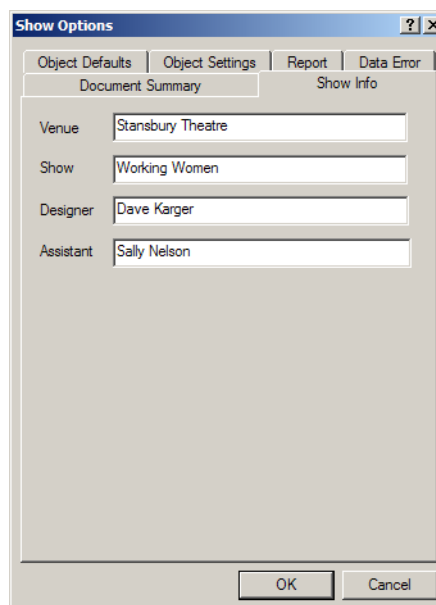 Show Options
Object Defaults Object Settings Report Data Error
Document Summary Show Info
Venue Stansbury Theatre
Show Working Women
Designer Dave Karger
Assistant Sally Nelson
OK Cancel